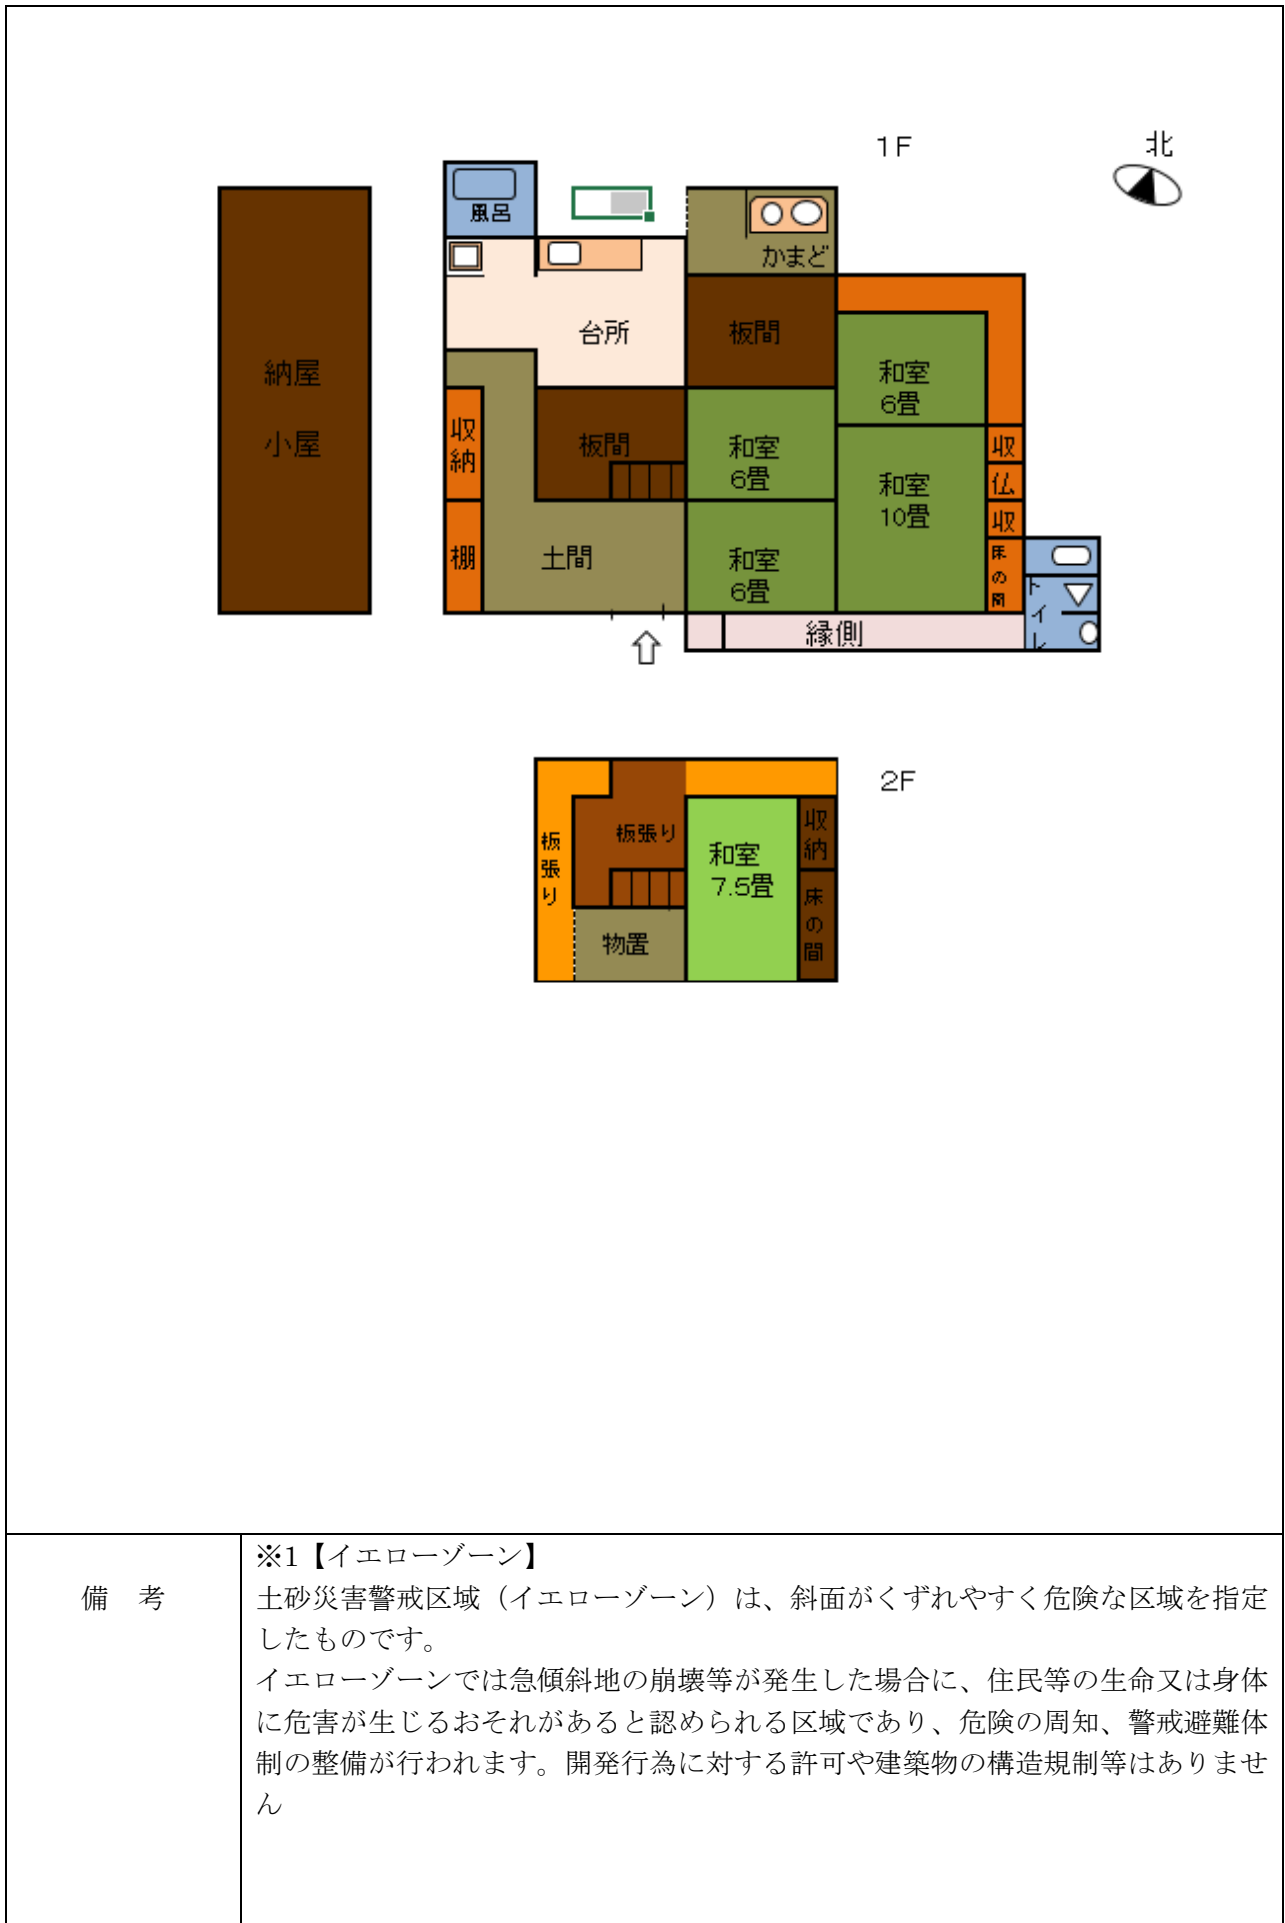 1F
北
風呂
かまど
台所
板間
納屋
小屋
和室
6畳
収納
板間
和室
6畳
収
仏
収
床の間
和室
10畳
棚
土間
和室
6畳
トイレ
縁側
2F
板張り
板張り
和室
7.5畳
収納
床の間
物置
備 考
※1【イエローゾーン】
土砂災害警戒区域（イエローゾーン）は、斜面がくずれやすく危険な区域を指定
したものです。
イエローゾーンでは急傾斜地の崩壊等が発生した場合に、住民等の生命又は身体
に危害が生じるおそれがあると認められる区域であり、危険の周知、警戒避難体
制の整備が行われます。開発行為に対する許可や建築物の構造規制等はありませ
ん